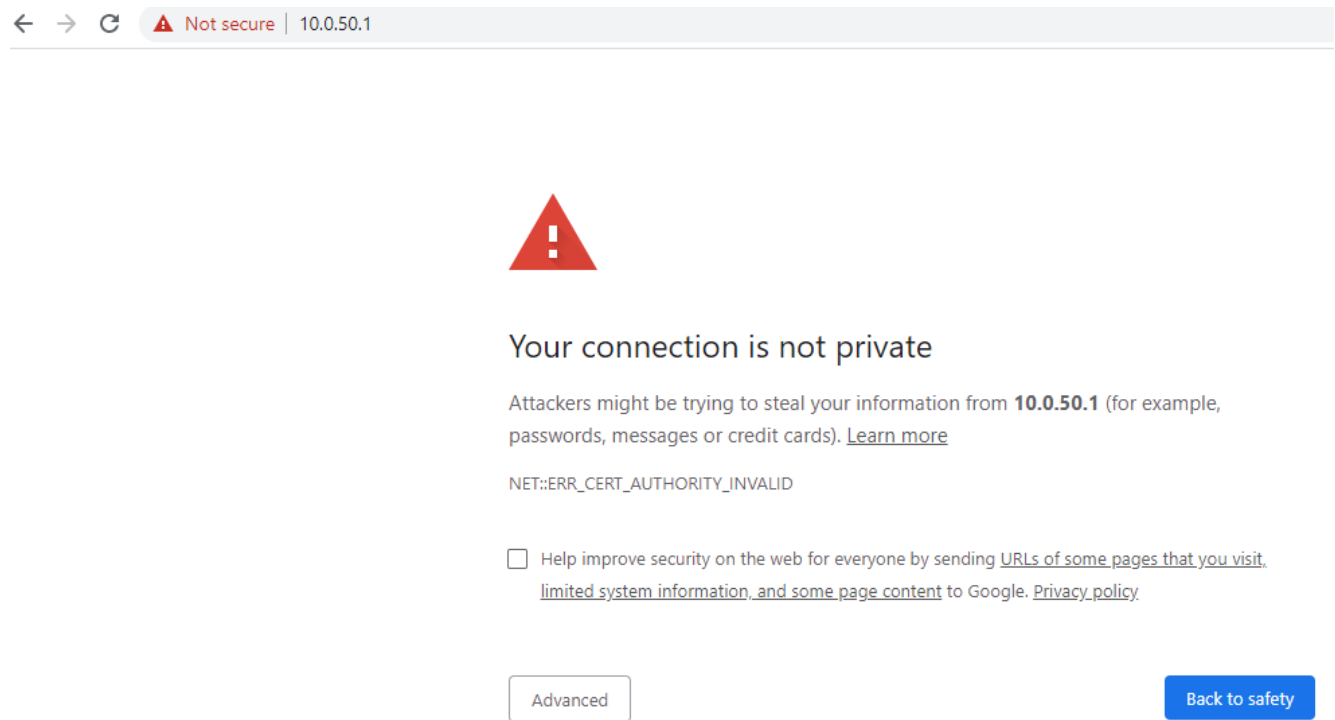 Not secure | 10.0.50.1
Your connection is not private
Attackers might be trying to steal your information from 10.0.50.1 (for example,
passwords, messages or credit cards). Learn more
NET::ERR_CERT_AUTHORITY_INVALID
Help improve security on the web for everyone by sending URLs of some pages that you visit,
limited system information, and some page content to Google. Privacy policy
Advanced
Back to safety